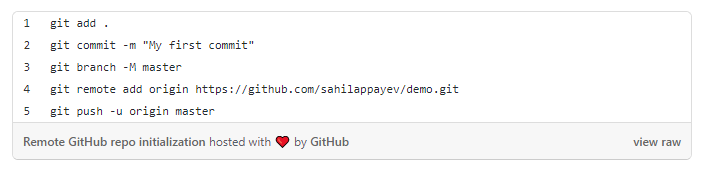 1 git add .
2 git commit -m "My first commit"
3 git branch -M master
4 git remote add origin https://github.com/sahilappayev/demo.git
5 git push -u origin master
Remote GitHub repo initialization hosted with ❤ by GitHub view raw